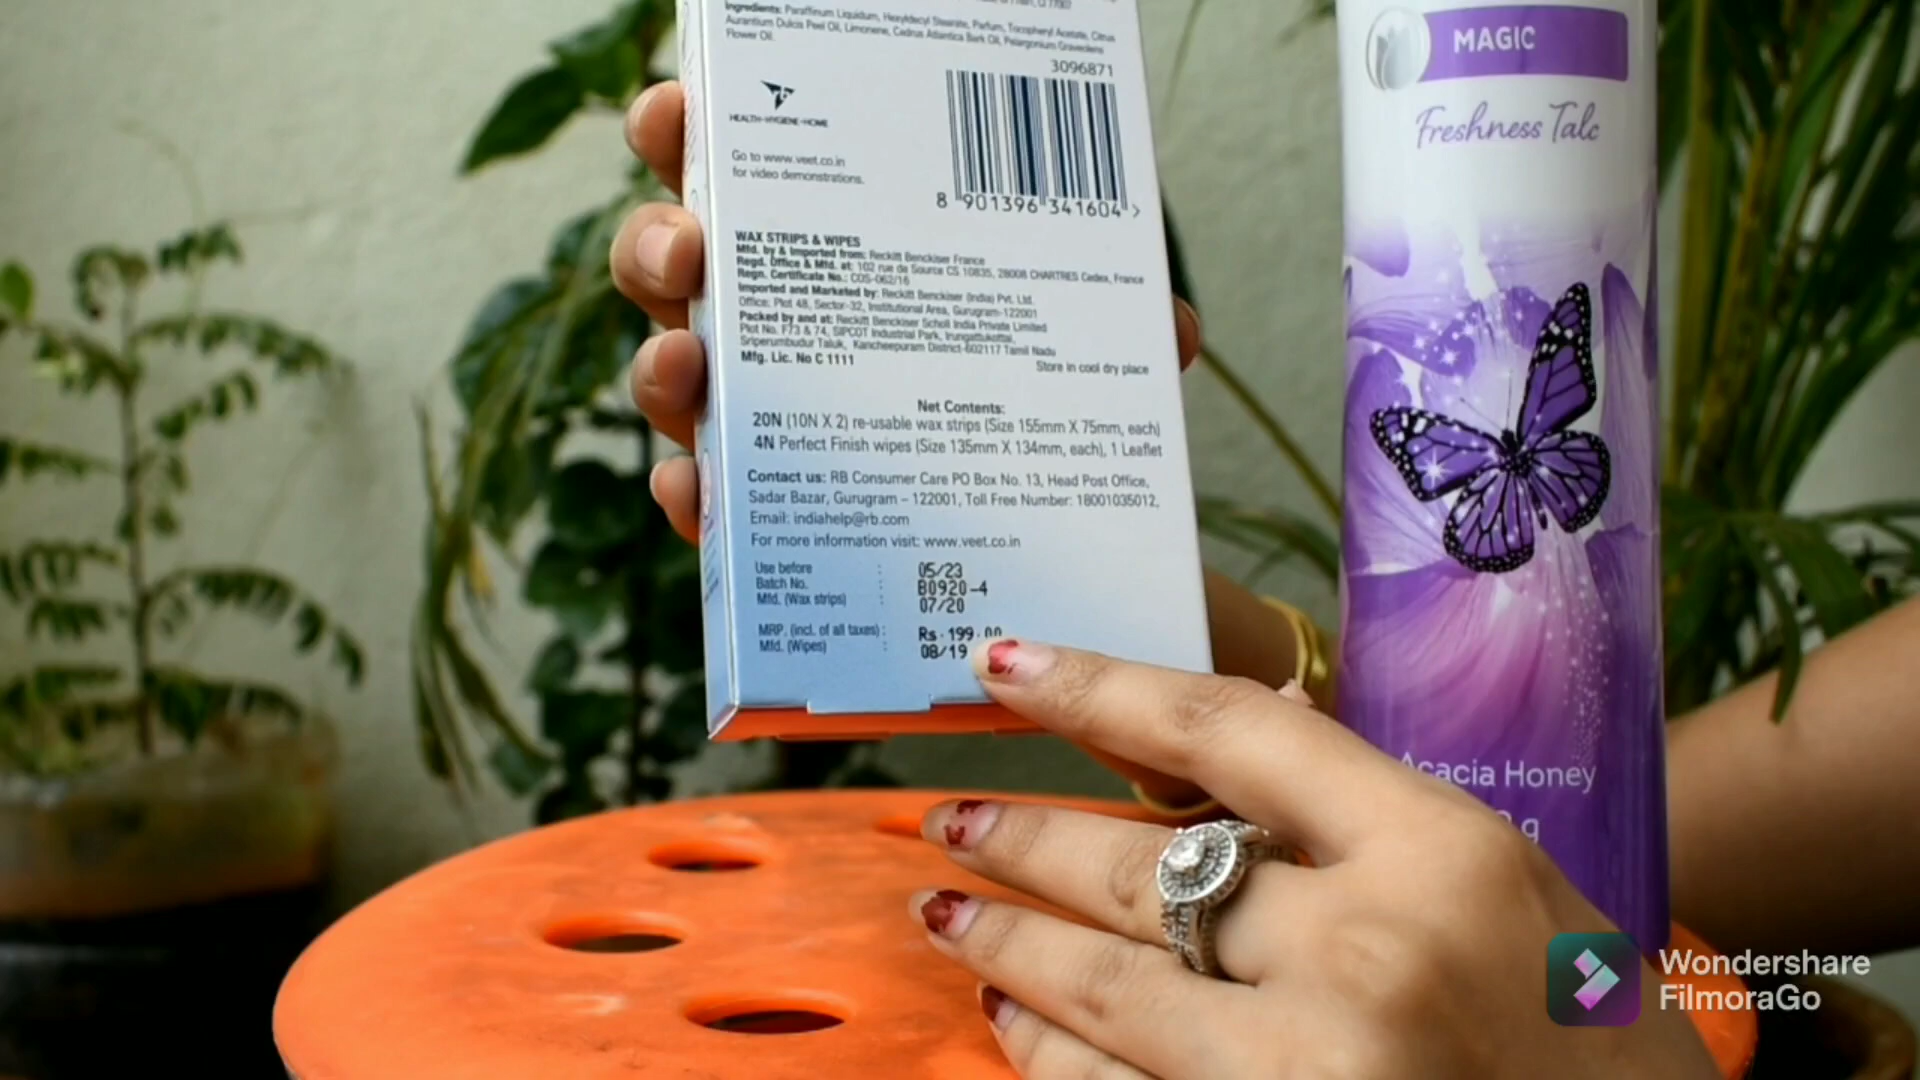 Ingredients: Paraffinum Liquidum, Hexyldecyl Stearate, Parfum, Tocopheryl Acetate, Citrus
Aurantium Dulcis Peel Oil, Limonene, Cedrus Atlantica Bark Oil, Pelargonium Graveolens
Flower Oil.
3096871
HEALTH•HYGIENE•HOME
Go to www.veet.co.in
for video demonstrations.
8 901396 341604 >
WAX STRIPS & WIPES
Mfd. by & Imported from: Reckitt Benckiser France
Regd. Office & Mfd. at: 102 rue de Sours CS 10835, 28008 CHARTRES Cedex, France
Regn. Certificate No.: COS-062/16
Imported and Marketed by: Reckitt Benckiser (India) Pvt. Ltd.
Office: Plot 48, Sector-32, Institutional Area, Gurugram-122001
Packed by and at: Reckitt Benckiser Scholl India Private Limited
Plot No. F73 & 74, SIPCOT Industrial Park, Irungattukottai,
Sriperumbudur Taluk, Kancheepuram District-602117 Tamil Nadu
Mfg. Lic. No C 1111
Store in cool dry place
Net Contents:
20N (10N X 2) re-usable wax strips (Size 155mm X 75mm, each)
4N Perfect Finish wipes (Size 135mm X 134mm, each), 1 Leaflet
Contact us: RB Consumer Care PO Box No. 13, Head Post Office,
Sadar Bazar, Gurugram – 122001, Toll Free Number: 18001035012,
Email: indiahelp@rb.com
For more information visit: www.veet.co.in
Use before : 05/23
Batch No. : B0920-4
Mfd. (Wax strips) : 07/20
MRP. (incl. of all taxes) : Rs.199.00
Mfd. (Wipes) : 08/19
MAGIC
Freshness Talc
Acacia Honey
g
Wondershare
FilmoraGo